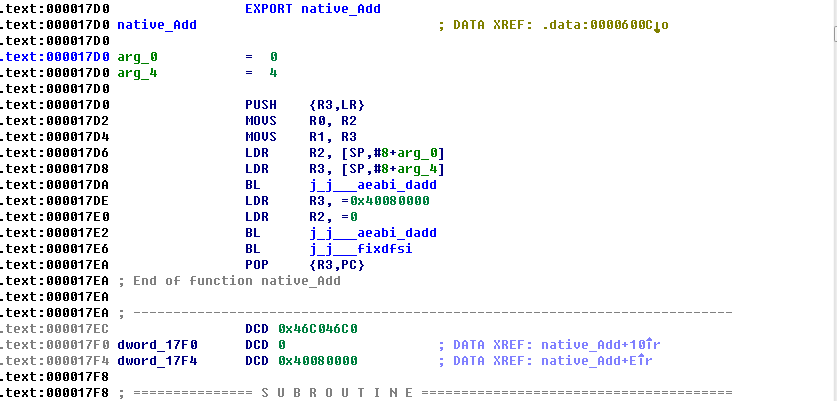 .text:000017D0 EXPORT native_Add
.text:000017D0 native_Add ; DATA XREF: .data:0000600C↓o
.text:000017D0
.text:000017D0 arg_0 = 0
.text:000017D0 arg_4 = 4
.text:000017D0
.text:000017D0 PUSH {R3,LR}
.text:000017D2 MOVS R0, R2
.text:000017D4 MOVS R1, R3
.text:000017D6 LDR R2, [SP,#8+arg_0]
.text:000017D8 LDR R3, [SP,#8+arg_4]
.text:000017DA BL j_j___aeabi_dadd
.text:000017DE LDR R3, =0x40080000
.text:000017E0 LDR R2, =0
.text:000017E2 BL j_j___aeabi_dadd
.text:000017E6 BL j_j___fixdfsi
.text:000017EA POP {R3,PC}
.text:000017EA ; End of function native_Add
.text:000017EA
.text:000017EA ; ---------------------------------------------------------------------------
.text:000017EC DCD 0x46C046C0
.text:000017F0 dword_17F0 DCD 0 ; DATA XREF: native_Add+10↑r
.text:000017F4 dword_17F4 DCD 0x40080000 ; DATA XREF: native_Add+E↑r
.text:000017F8
.text:000017F8 ; =============== S U B R O U T I N E =======================================